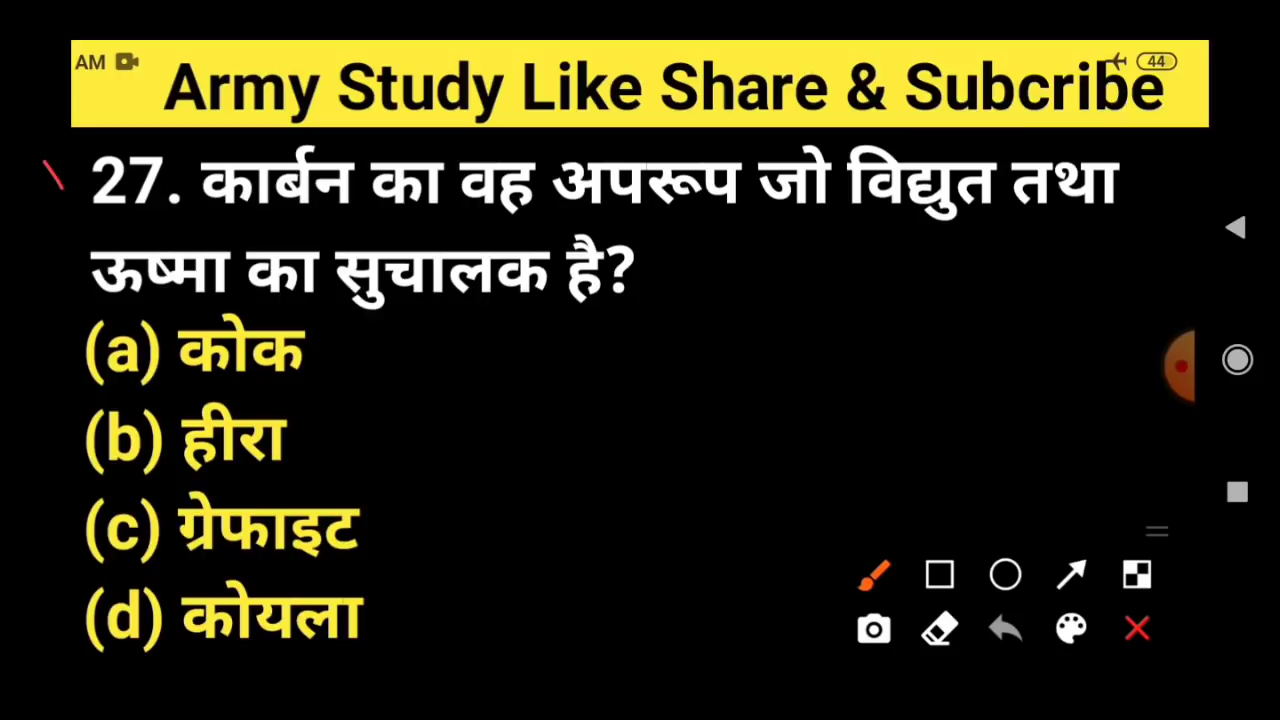 AM
44
Army Study Like Share & Subcribe
27. कार्बन का वह अपरूप जो विद्युत तथा
ऊष्मा का सुचालक है?
(a) कोक
(b) हीरा
(c) ग्रेफाइट
(d) कोयला